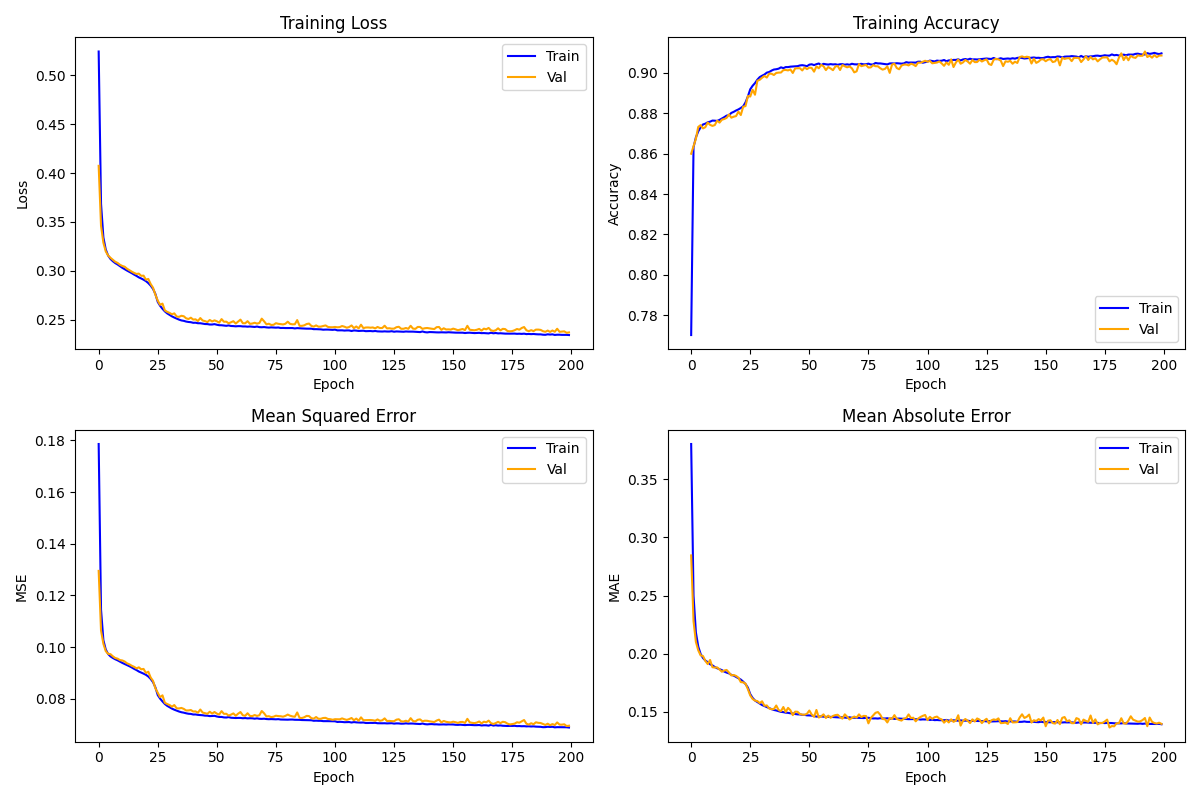 Training Loss
Loss
0.50
0.45
0.40
0.35
0.30
0.25
Train
Val
0 25 50 75 100 125 150 175 200
Epoch
Training Accuracy
Accuracy
0.90
0.88
0.86
0.84
0.82
0.80
0.78
Train
Val
0 25 50 75 100 125 150 175 200
Epoch
Mean Squared Error
MSE
0.18
0.16
0.14
0.12
0.10
0.08
Train
Val
0 25 50 75 100 125 150 175 200
Epoch
Mean Absolute Error
MAE
0.35
0.30
0.25
0.20
0.15
Train
Val
0 25 50 75 100 125 150 175 200
Epoch